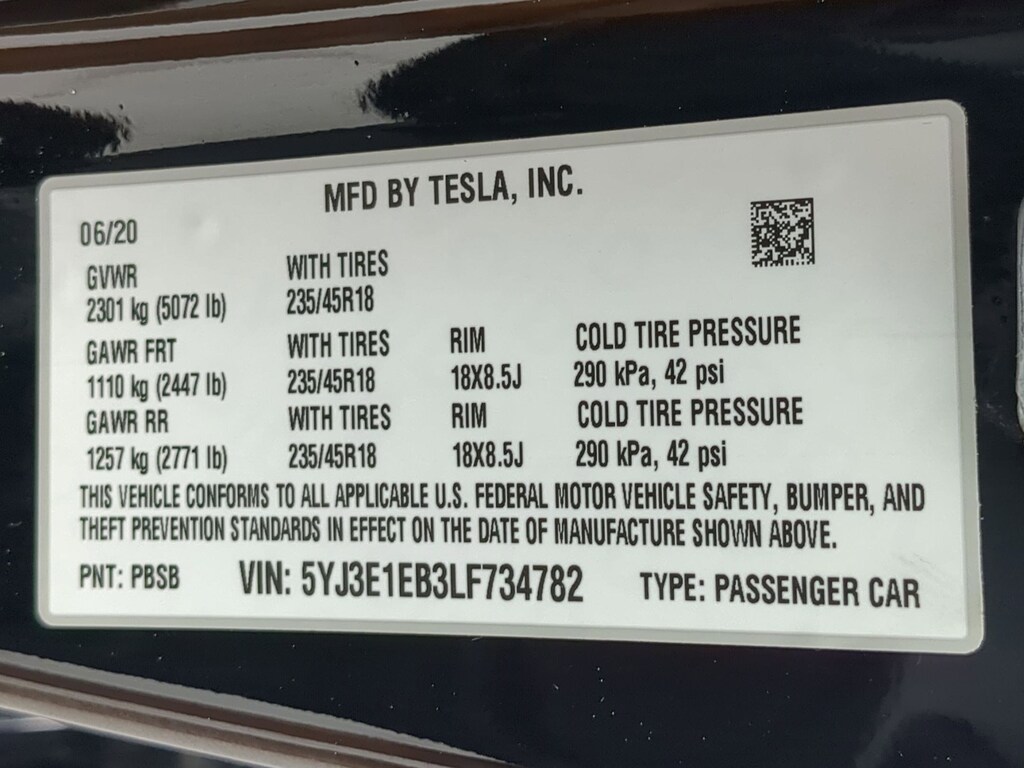 MFD BY TESLA, INC.
06/20
GVWR WITH TIRES
2301 kg (5072 lb) 235/45R18
GAWR FRT WITH TIRES RIM COLD TIRE PRESSURE
1110 kg (2447 lb) 235/45R18 18X8.5J 290 kPa, 42 psi
GAWR RR WITH TIRES RIM COLD TIRE PRESSURE
1257 kg (2771 lb) 235/45R18 18X8.5J 290 kPa, 42 psi
THIS VEHICLE CONFORMS TO ALL APPLICABLE U.S. FEDERAL MOTOR VEHICLE SAFETY, BUMPER, AND
THEFT PREVENTION STANDARDS IN EFFECT ON THE DATE OF MANUFACTURE SHOWN ABOVE.
PNT: PBSB VIN: 5YJ3E1EB3LF734782 TYPE: PASSENGER CAR